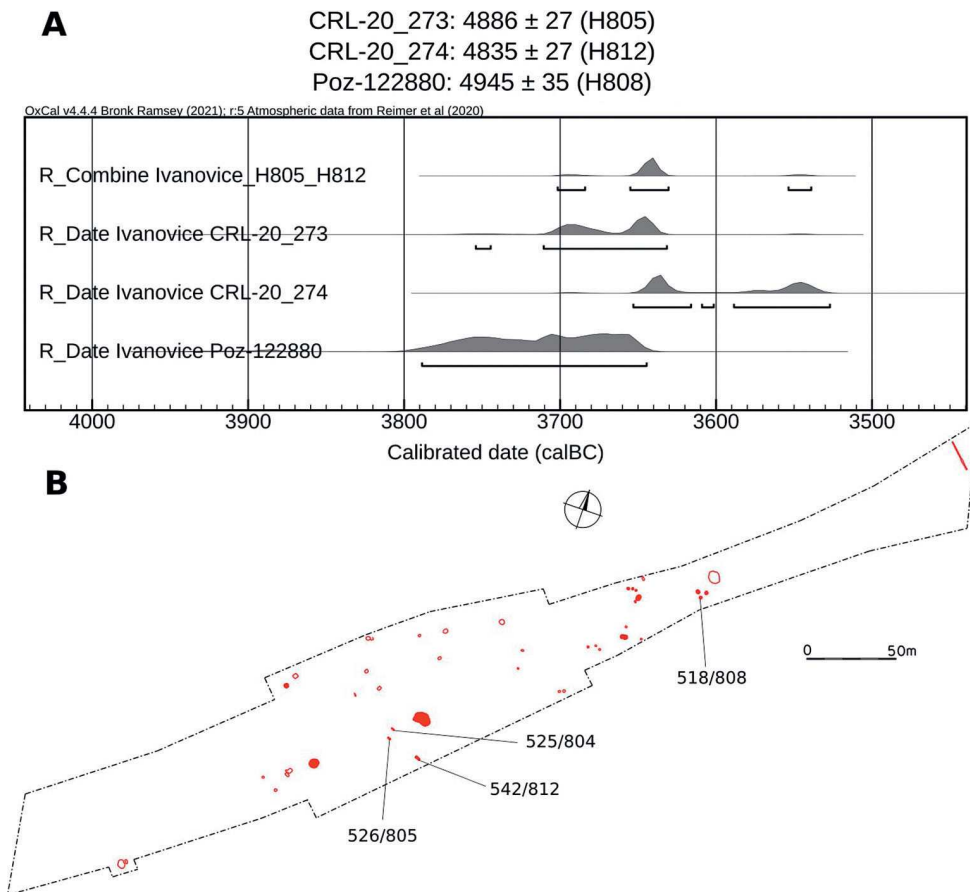 A
CRL-20_273: 4886 ± 27 (H805)
CRL-20_274: 4835 ± 27 (H812)
Poz-122880: 4945 ± 35 (H808)
OxCal v4.4.4 Bronk Ramsey (2021); r:5 Atmospheric data from Reimer et al (2020)
R_Combine Ivanovice_H805_H812
R_Date Ivanovice CRL-20_273
R_Date Ivanovice CRL-20_274
R_Date Ivanovice Poz-122880
4000 3900 3800 3700 3600 3500
Calibrated date (calBC)
B
0 50m
518/808
525/804
542/812
526/805